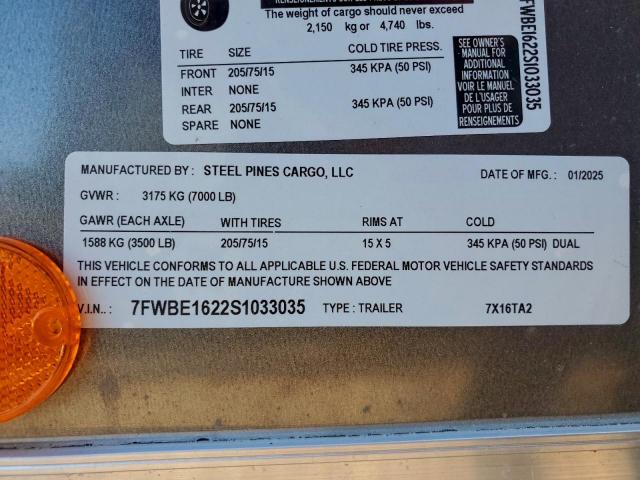 The weight of cargo should never exceed
2,150 kg or 4,740 lbs.
TIRE SIZE COLD TIRE PRESS.
FRONT 205/75/15 345 KPA (50 PSI)
INTER NONE
REAR 205/75/15 345 KPA (50 PSI)
SPARE NONE
SEE OWNER'S
MANUAL FOR
ADDITIONAL
INFORMATION
VOIR LE MANUEL
DE L'USAGER
POUR PLUS DE
RENSEIGNEMENTS
FWBE1622S1033035
MANUFACTURED BY: STEEL PINES CARGO, LLC DATE OF MFG.: 01/2025
GVWR: 3175 KG (7000 LB)
GAWR (EACH AXLE) WITH TIRES RIMS AT COLD
1588 KG (3500 LB) 205/75/15 15 X 5 345 KPA (50 PSI) DUAL
THIS VEHICLE CONFORMS TO ALL APPLICABLE U.S. FEDERAL MOTOR VEHICLE SAFETY STANDARDS
IN EFFECT ON THE DATE OF MANUFACTURE SHOWN ABOVE
V.I.N..: 7FWBE1622S1033035 TYPE: TRAILER 7X16TA2